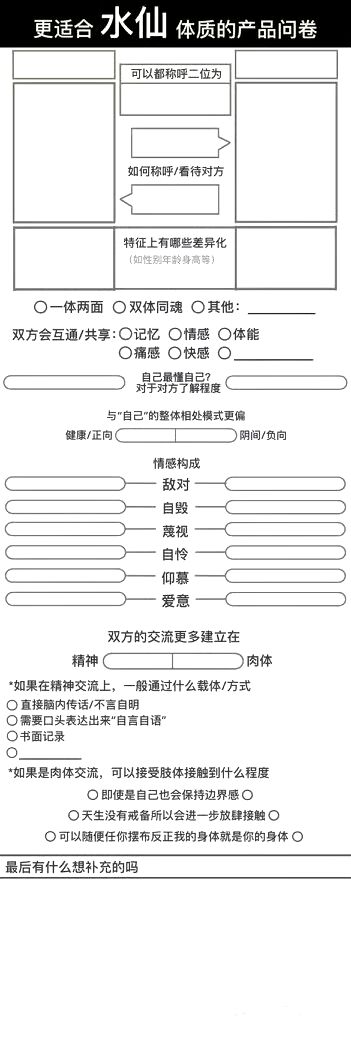 更适合 水仙 体质的产品问卷
可以都称呼二位为
如何称呼/看待对方
特征上有哪些差异化
（如性别年龄身高等）
一体两面 双体同魂 其他：
双方会互通/共享：记忆 情感 体能
痛感 快感
自己最懂自己？
对于对方了解程度
与“自己”的整体相处模式更偏
健康/正向 阴间/负向
情感构成
敌对
自毁
蔑视
自怜
仰慕
爱意
双方的交流更多建立在
精神 肉体
*如果在精神交流上，一般通过什么载体/方式
直接脑内传话/不言自明
需要口头表达出来“自言自语”
书面记录
*如果是肉体交流，可以接受肢体接触到什么程度
即使是自己也会保持边界感
天生没有戒备所以会进一步放肆接触
可以随便任你摆布反正我的身体就是你的身体
最后有什么想补充的吗